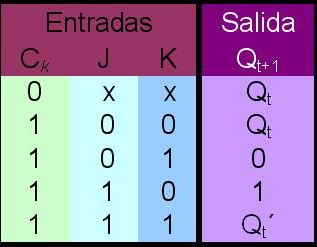 Entradas Salida
Cₖ J K Qₜ₊₁
0 x x Qₜ
1 0 0 Qₜ
1 0 1 0
1 1 0 1
1 1 1 Qₜ´